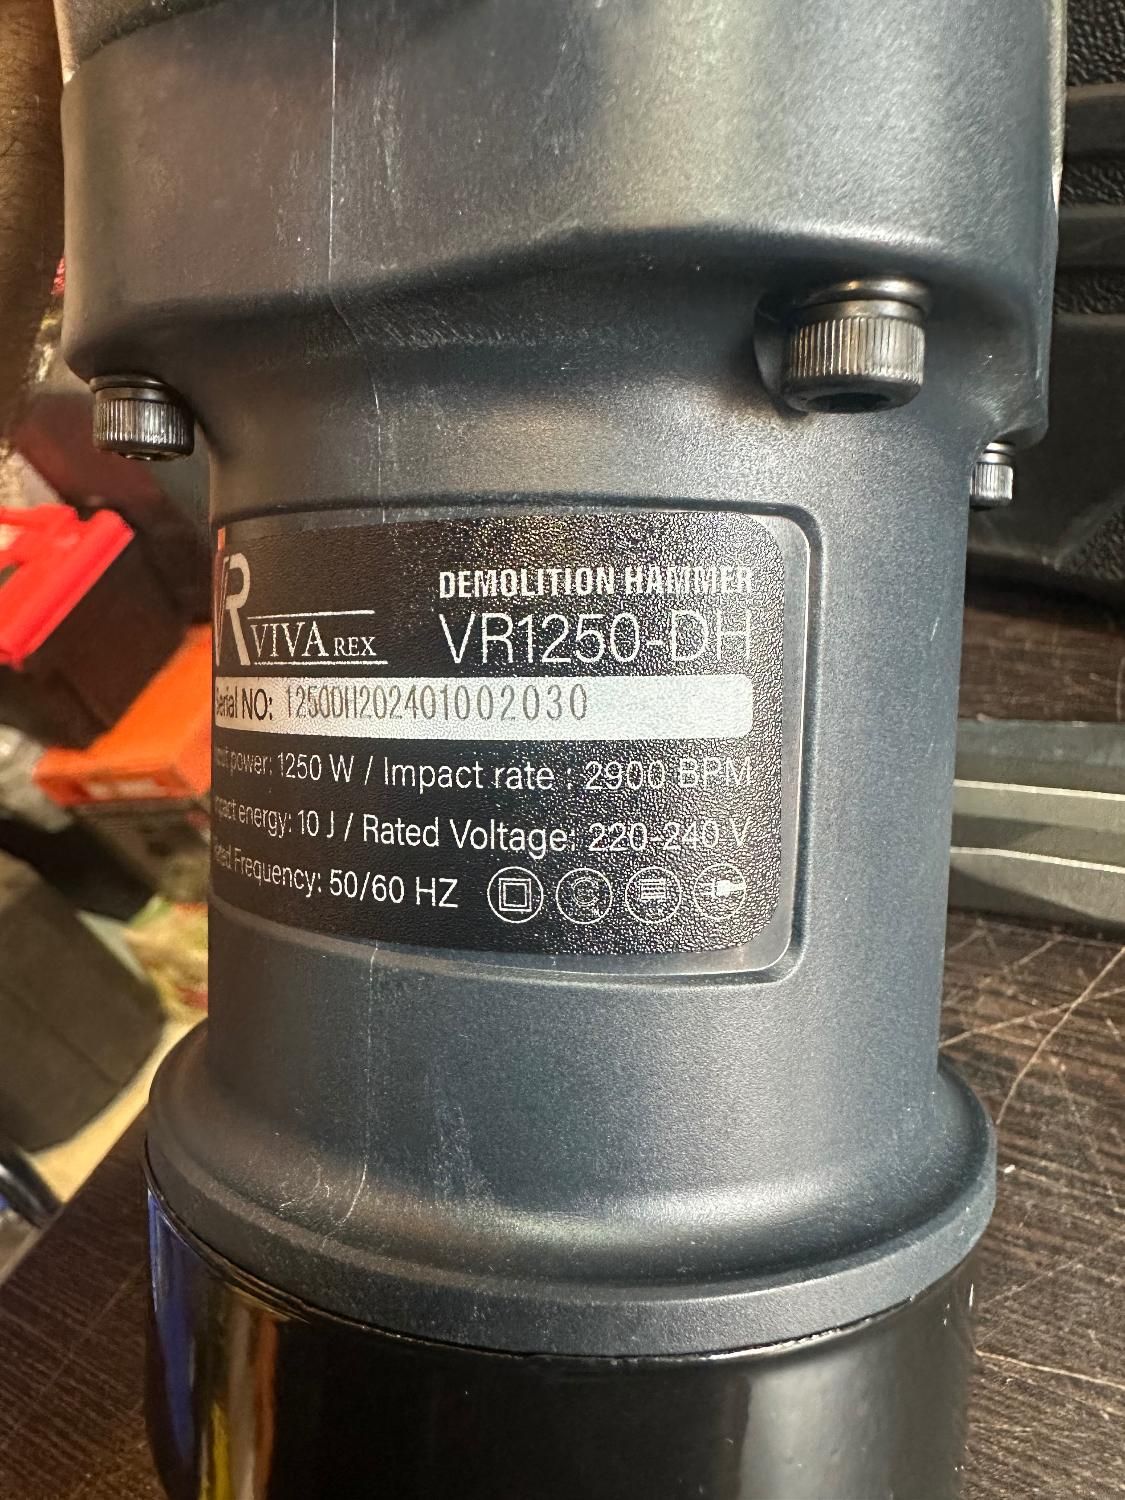 VR VIVA REX
DEMOLITION HAMMER
VR1250-DH
Serial NO: 1250DH202401002030
power: 1250 W / Impact rate : 2900 BPM
energy: 10 J / Rated Voltage: 220-240 V
Frequency: 50/60 HZ